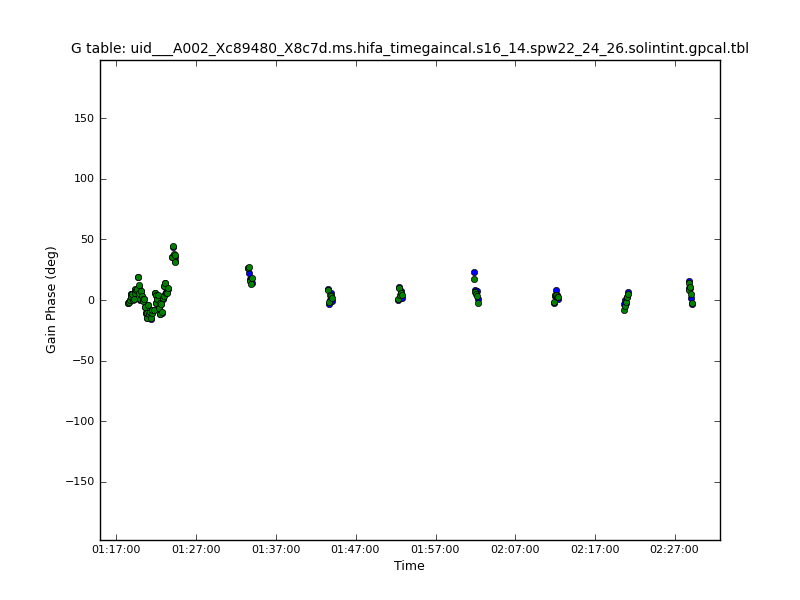 G table: uid___A002_Xc89480_X8c7d.ms.hifa_timegaincal.s16_14.spw22_24_26.solintint.gpcal.tbl
150
100
50
0
−50
−100
−150
Gain Phase (deg)
01:17:00 01:27:00 01:37:00 01:47:00 01:57:00 02:07:00 02:17:00 02:27:00
Time